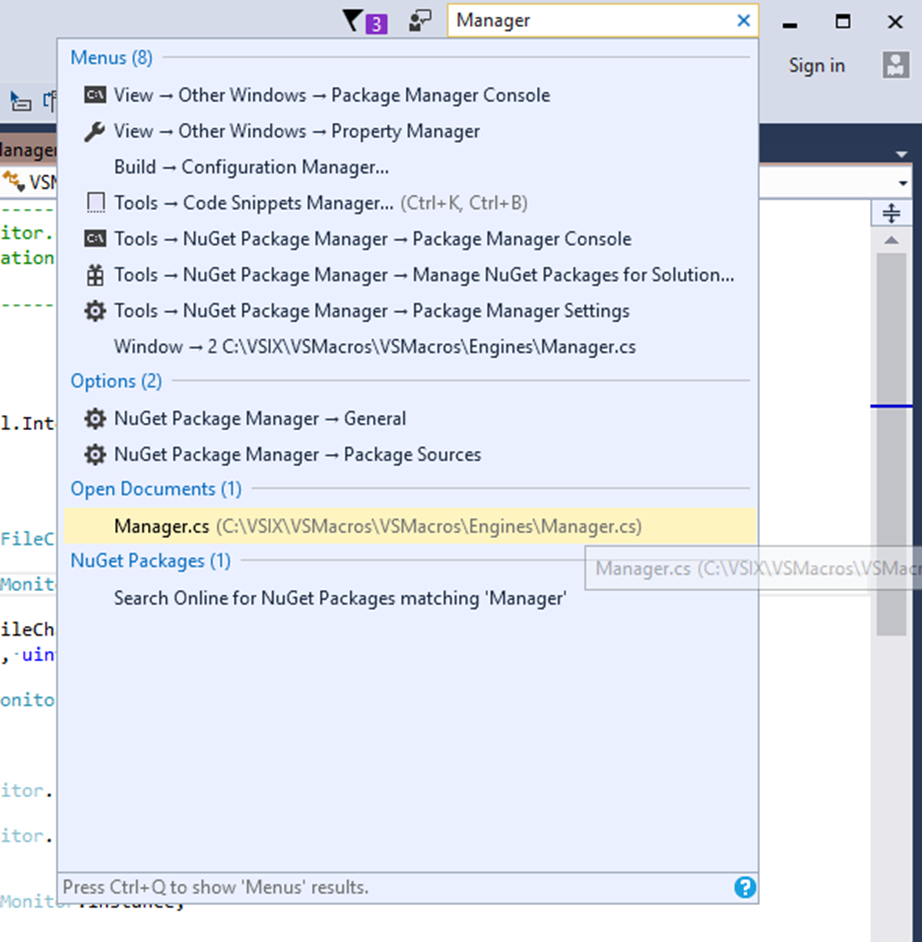 3
Manager
Sign in
Menus (8)
View → Other Windows → Package Manager Console
View → Other Windows → Property Manager
Build → Configuration Manager...
Tools → Code Snippets Manager... (Ctrl+K, Ctrl+B)
Tools → NuGet Package Manager → Package Manager Console
Tools → NuGet Package Manager → Manage NuGet Packages for Solution...
Tools → NuGet Package Manager → Package Manager Settings
Window → 2 C:\VSIX\VSMacros\VSMacros\Engines\Manager.cs
Options (2)
NuGet Package Manager → General
NuGet Package Manager → Package Sources
Open Documents (1)
Manager.cs (C:\VSIX\VSMacros\VSMacros\Engines\Manager.cs)
NuGet Packages (1)
Manager.cs (C:\VSIX\VSMacros\VSMacr
Search Online for NuGet Packages matching 'Manager'
Press Ctrl+Q to show 'Menus' results.
anager
VSM
itor.
ation
l.Int
FileC
Monit
ileCh
, uin
onito
itor.
itor.
Monit